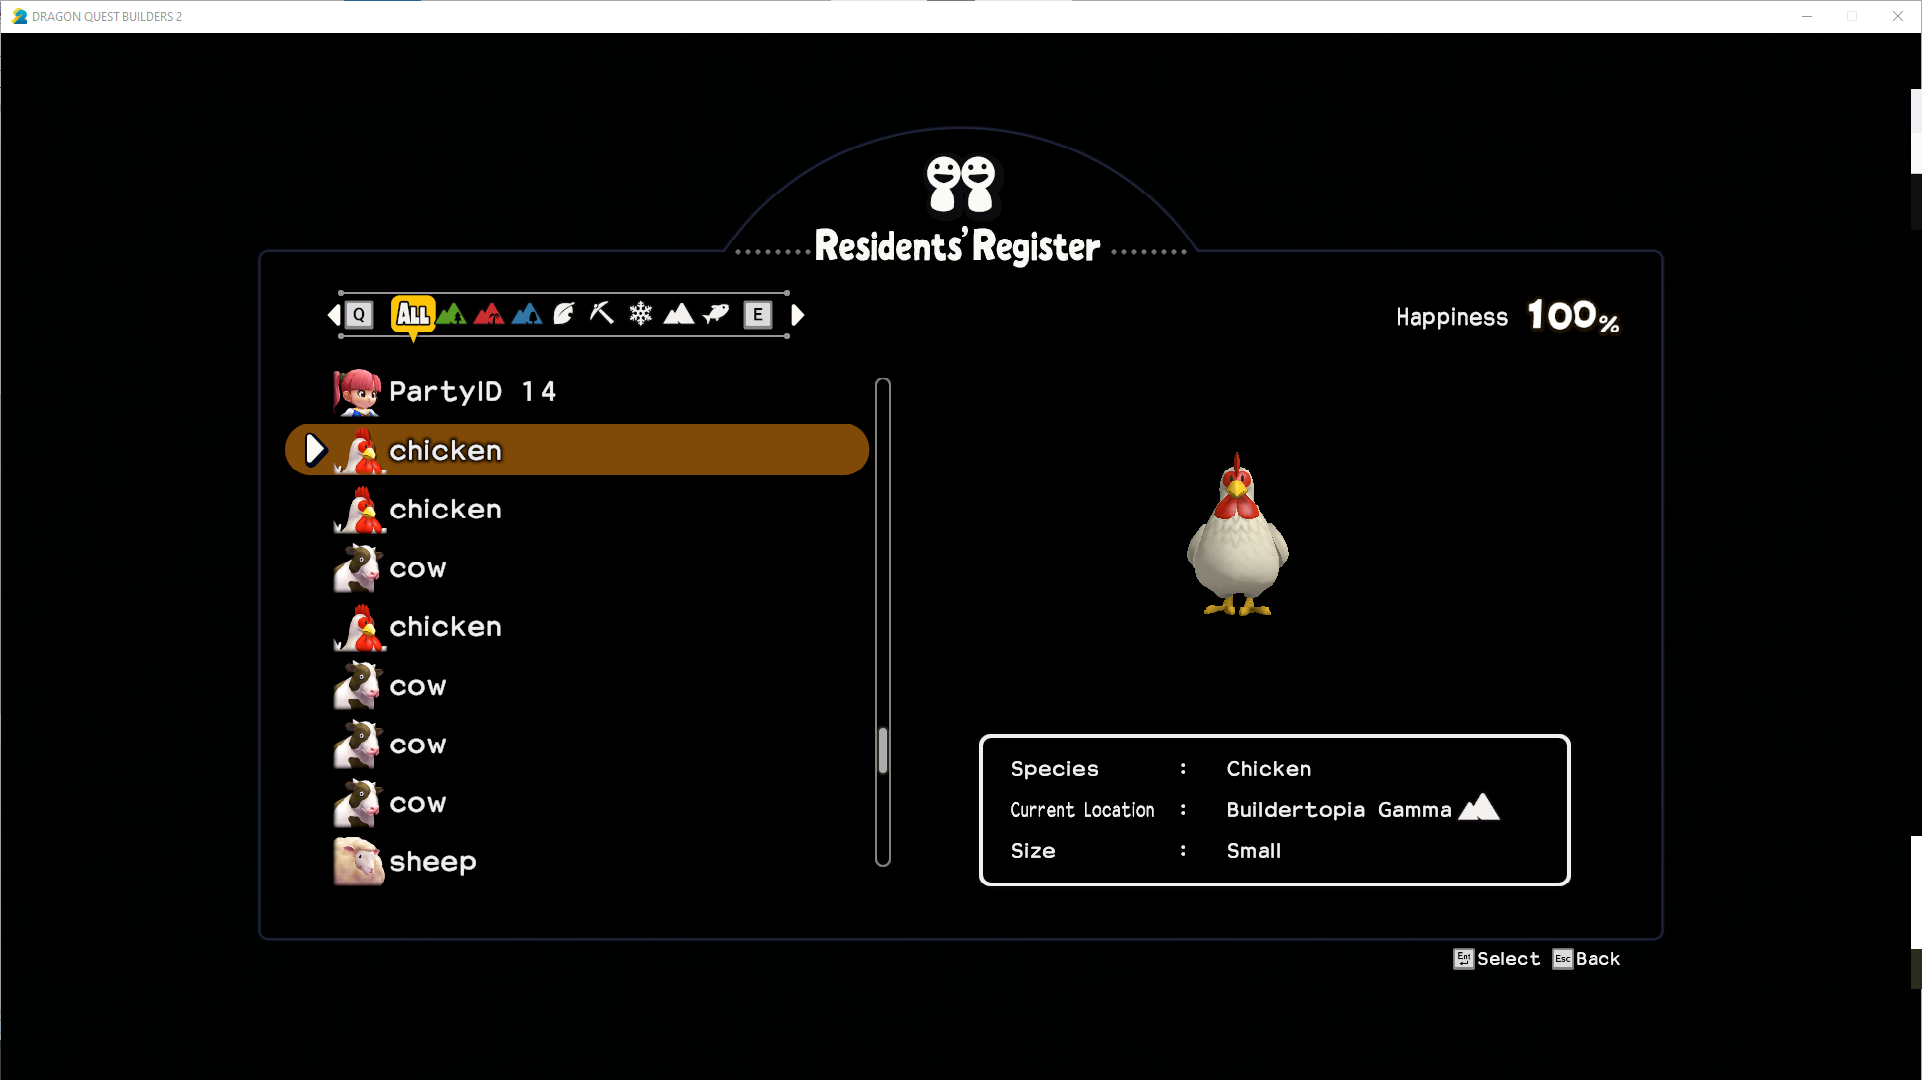 DRAGON QUEST BUILDERS 2
Residents' Register
Q ALL E
Happiness 100%
PartyID 14
chicken
chicken
cow
chicken
cow
cow
cow
sheep
Species : Chicken
Current Location : Buildertopia Gamma
Size : Small
Ent Select Esc Back